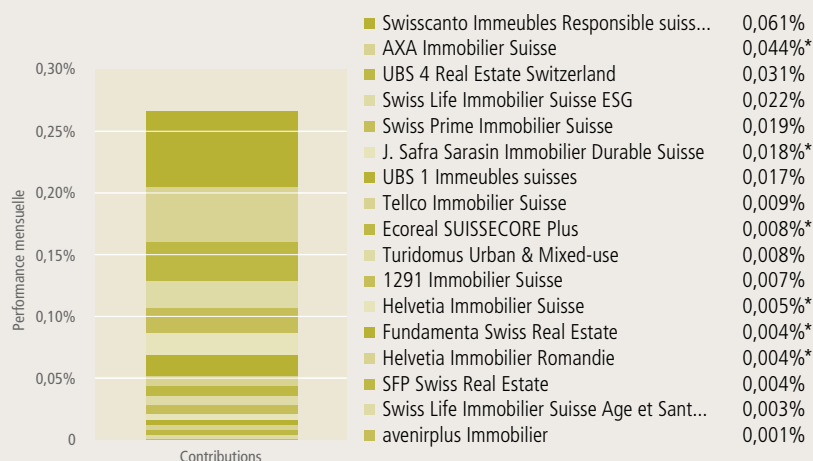 Swisscanto Immeubles Responsible suiss... 0,061%
AXA Immobilier Suisse 0,044%*
UBS 4 Real Estate Switzerland 0,031%
Swiss Life Immobilier Suisse ESG 0,022%
Swiss Prime Immobilier Suisse 0,019%
J. Safra Sarasin Immobilier Durable Suisse 0,018%*
UBS 1 Immeubles suisses 0,017%
Tellco Immobilier Suisse 0,009%
Ecoreal SUISSECORE Plus 0,008%*
Turidomus Urban & Mixed-use 0,008%
1291 Immobilier Suisse 0,007%
Helvetia Immobilier Suisse 0,005%*
Fundamenta Swiss Real Estate 0,004%*
Helvetia Immobilier Romandie 0,004%*
SFP Swiss Real Estate 0,004%
Swiss Life Immobilier Suisse Age et Sant... 0,003%
avenirplus Immobilier 0,001%
Performance mensuelle
0,30%
0,25%
0,20%
0,15%
0,10%
0,05%
0
Contributions